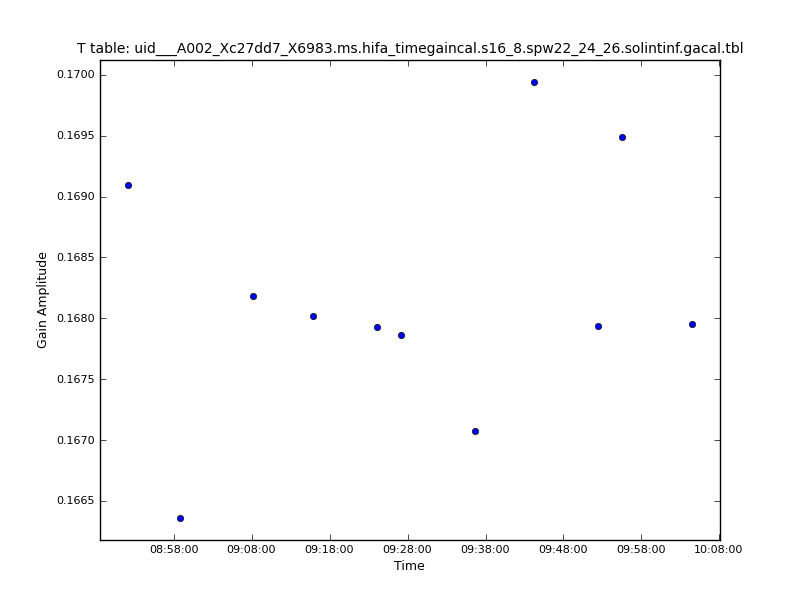 T table: uid___A002_Xc27dd7_X6983.ms.hifa_timegaincal.s16_8.spw22_24_26.solintinf.gacal.tbl
0.1700
0.1695
0.1690
0.1685
0.1680
0.1675
0.1670
0.1665
Gain Amplitude
08:58:00 09:08:00 09:18:00 09:28:00 09:38:00 09:48:00 09:58:00 10:08:00
Time